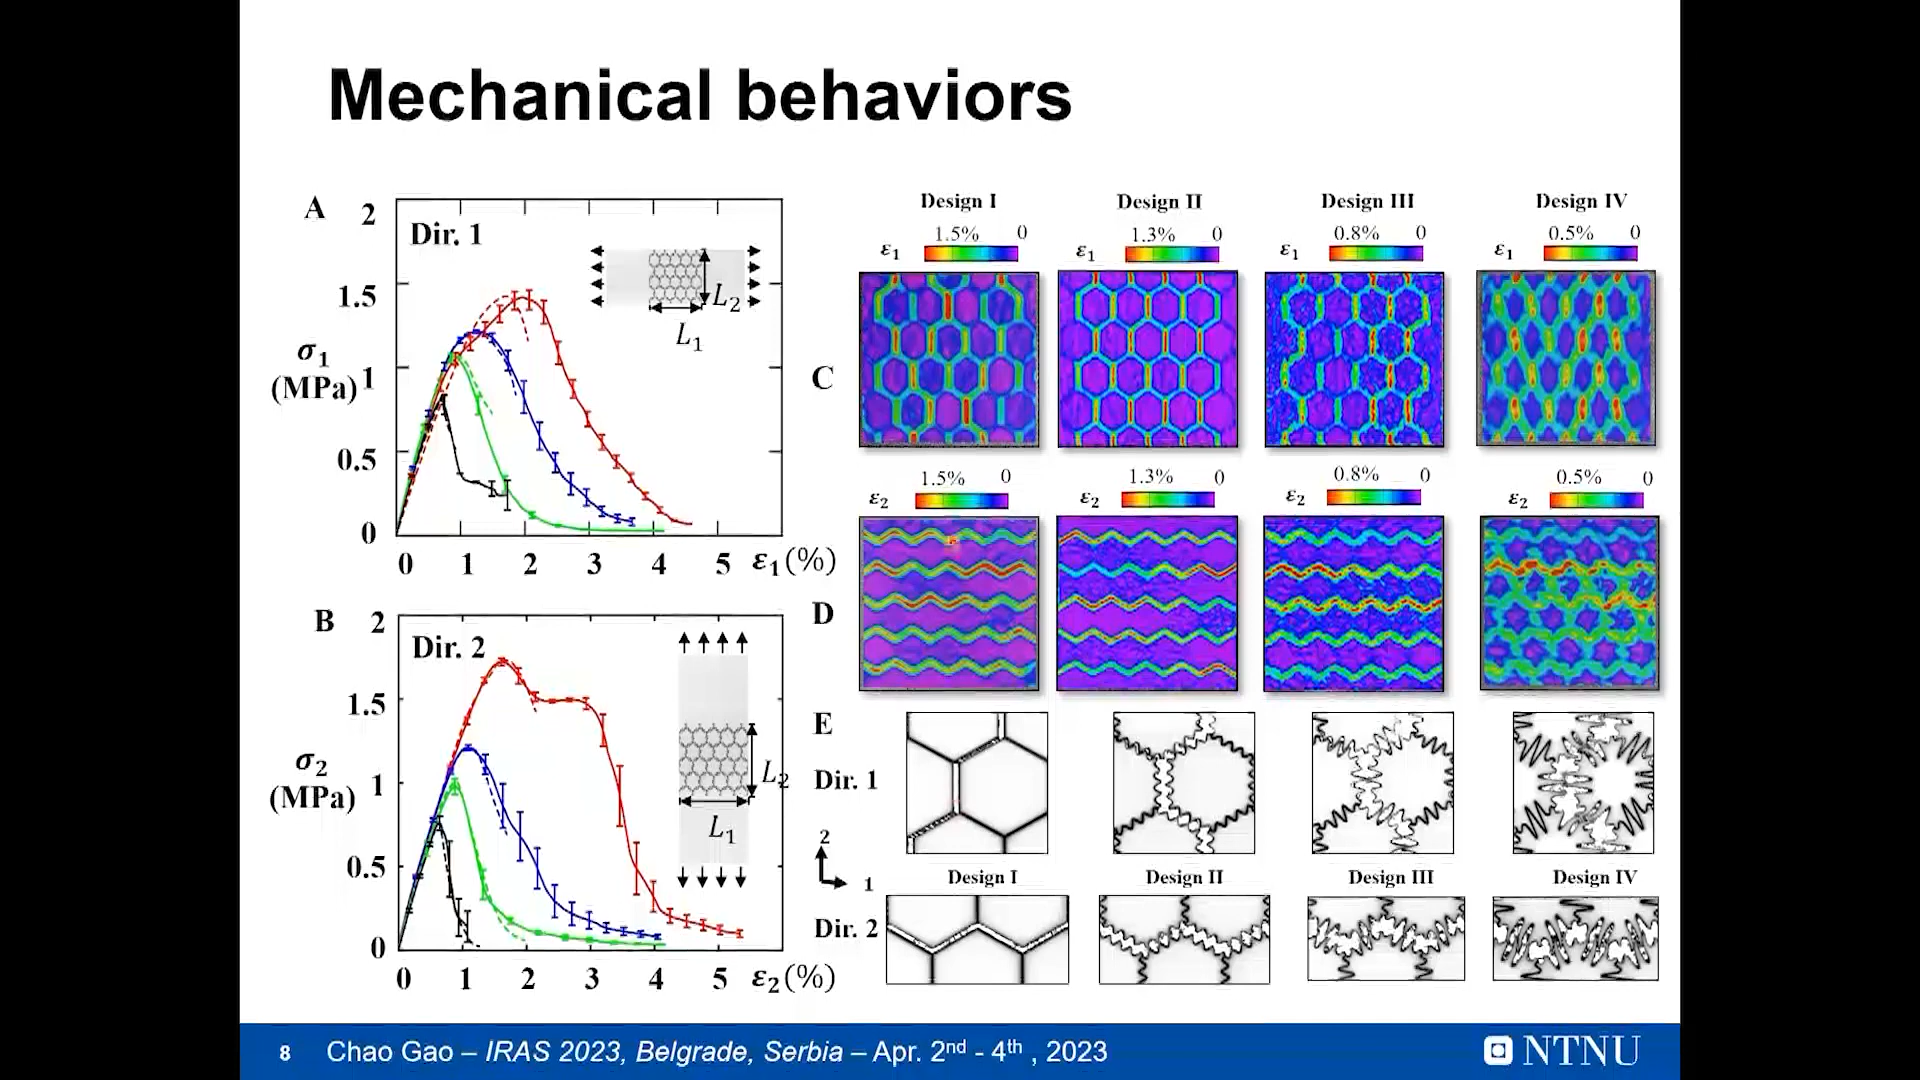 Mechanical behaviors
A
Dir. 1
σ1
(MPa)
2
1.5
1
0.5
0
0 1 2 3 4 5 ε1(%)
L2
L1
B
Dir. 2
σ2
(MPa)
2
1.5
1
0.5
0
0 1 2 3 4 5 ε2(%)
L2
L1
Design I Design II Design III Design IV
ε1 1.5% 0 ε1 1.3% 0 ε1 0.8% 0 ε1 0.5% 0
C
ε2 1.5% 0 ε2 1.3% 0 ε2 0.8% 0 ε2 0.5% 0
D
E
Dir. 1
2
1
Design I Design II Design III Design IV
Dir. 2
8 Chao Gao – IRAS 2023, Belgrade, Serbia – Apr. 2nd - 4th , 2023
NTNU